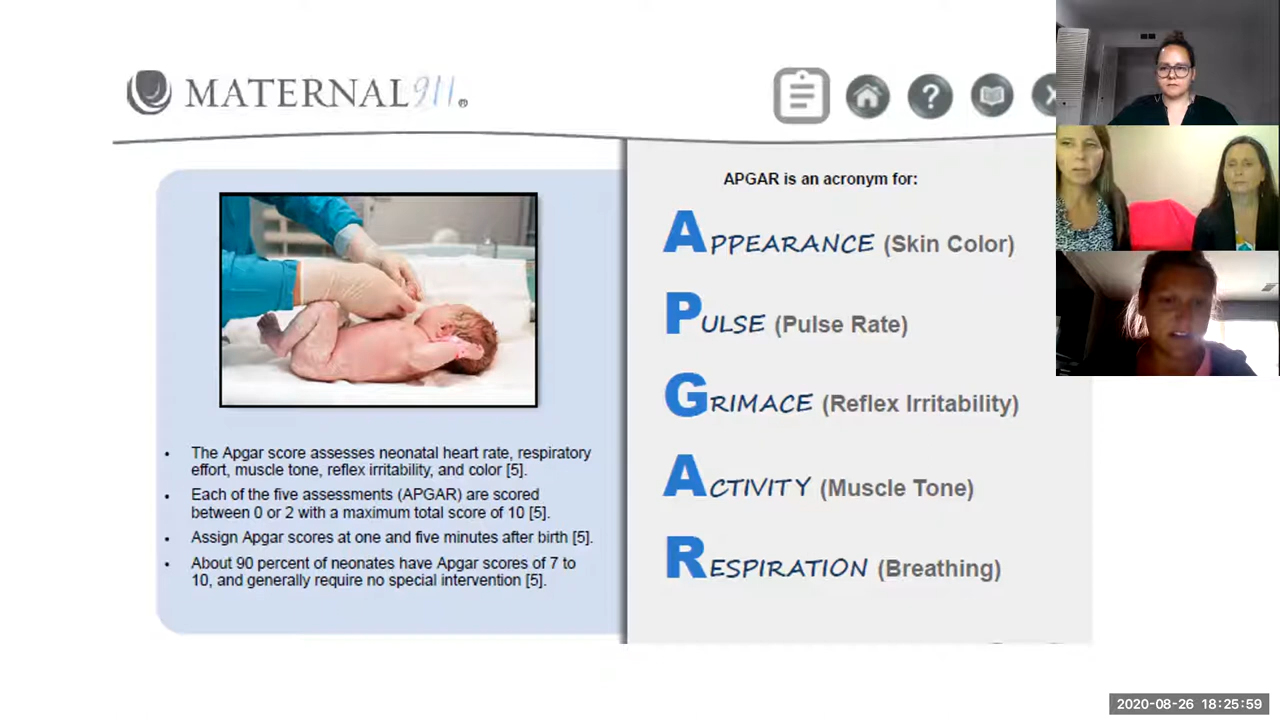 MATERNAL 911®
?
APGAR is an acronym for:
APPEARANCE (Skin Color)
PULSE (Pulse Rate)
GRIMACE (Reflex Irritability)
ACTIVITY (Muscle Tone)
RESPIRATION (Breathing)
• The Apgar score assesses neonatal heart rate, respiratory
effort, muscle tone, reflex irritability, and color [5].
• Each of the five assessments (APGAR) are scored
between 0 or 2 with a maximum total score of 10 [5].
• Assign Apgar scores at one and five minutes after birth [5].
• About 90 percent of neonates have Apgar scores of 7 to
10, and generally require no special intervention [5].
2020-08-26 18:25:59